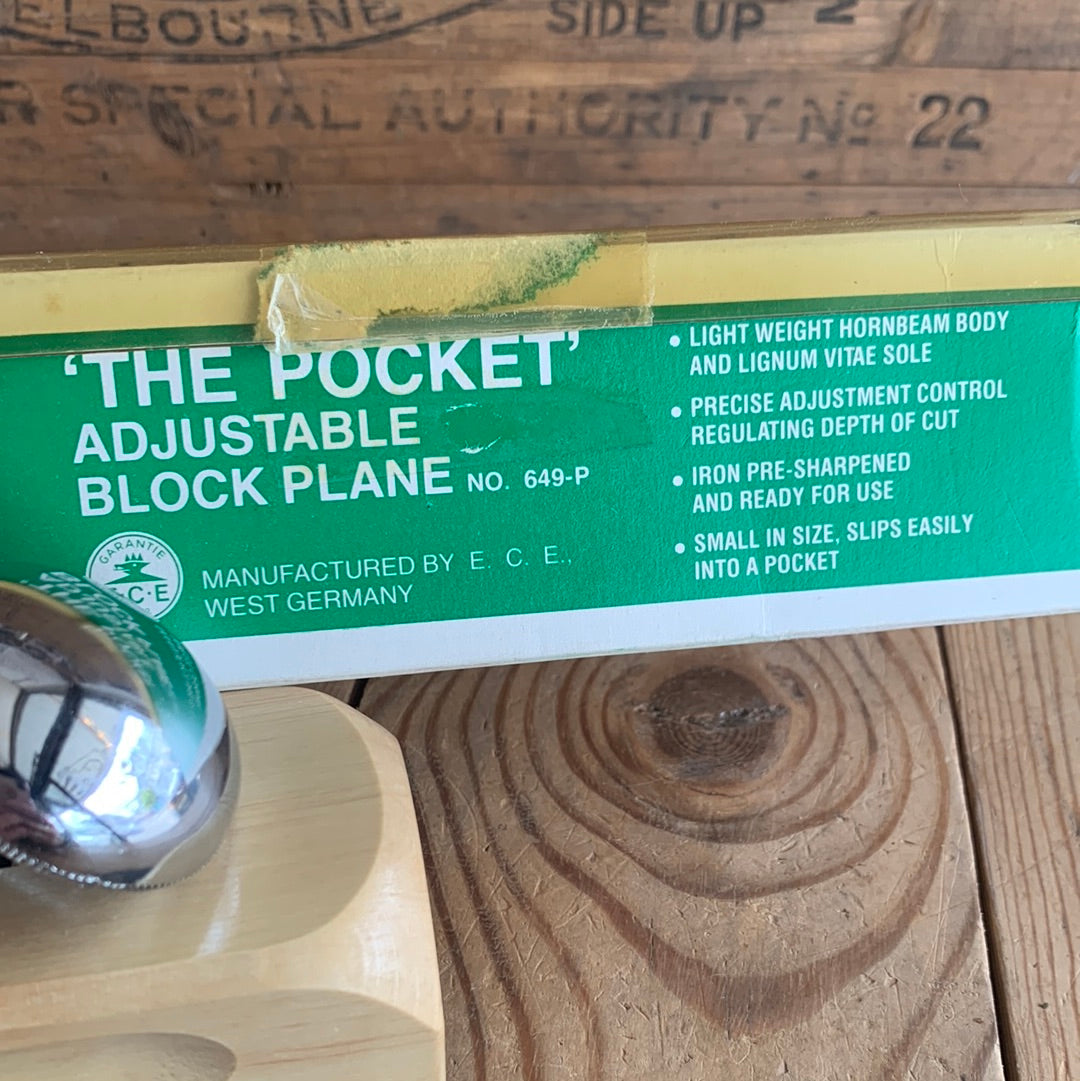 MELBOURNE
SIDE UP
SPECIAL AUTHORITY No 22
'THE POCKET'
ADJUSTABLE
BLOCK PLANE NO. 649-P
GARANTIE
MANUFACTURED BY E. C. E.,
WEST GERMANY
• LIGHT WEIGHT HORNBEAM BODY
AND LIGNUM VITAE SOLE
• PRECISE ADJUSTMENT CONTROL
REGULATING DEPTH OF CUT
• IRON PRE-SHARPENED
AND READY FOR USE
• SMALL IN SIZE, SLIPS EASILY
INTO A POCKET